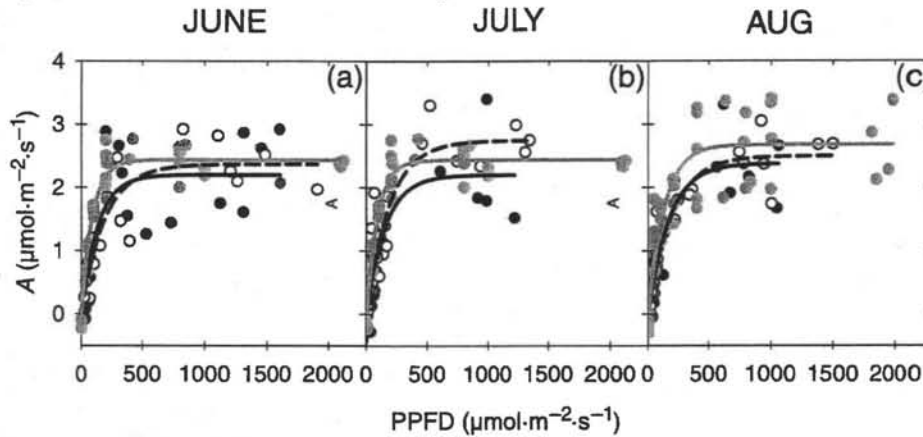 JUNE JULY AUG
(a) (b) (c)
A (µmol·m⁻²·s⁻¹)
4
3
2
1
0
A A
0 500 1000 1500 2000 0 500 1000 1500 2000 0 500 1000 1500 2000
PPFD (µmol·m⁻²·s⁻¹)